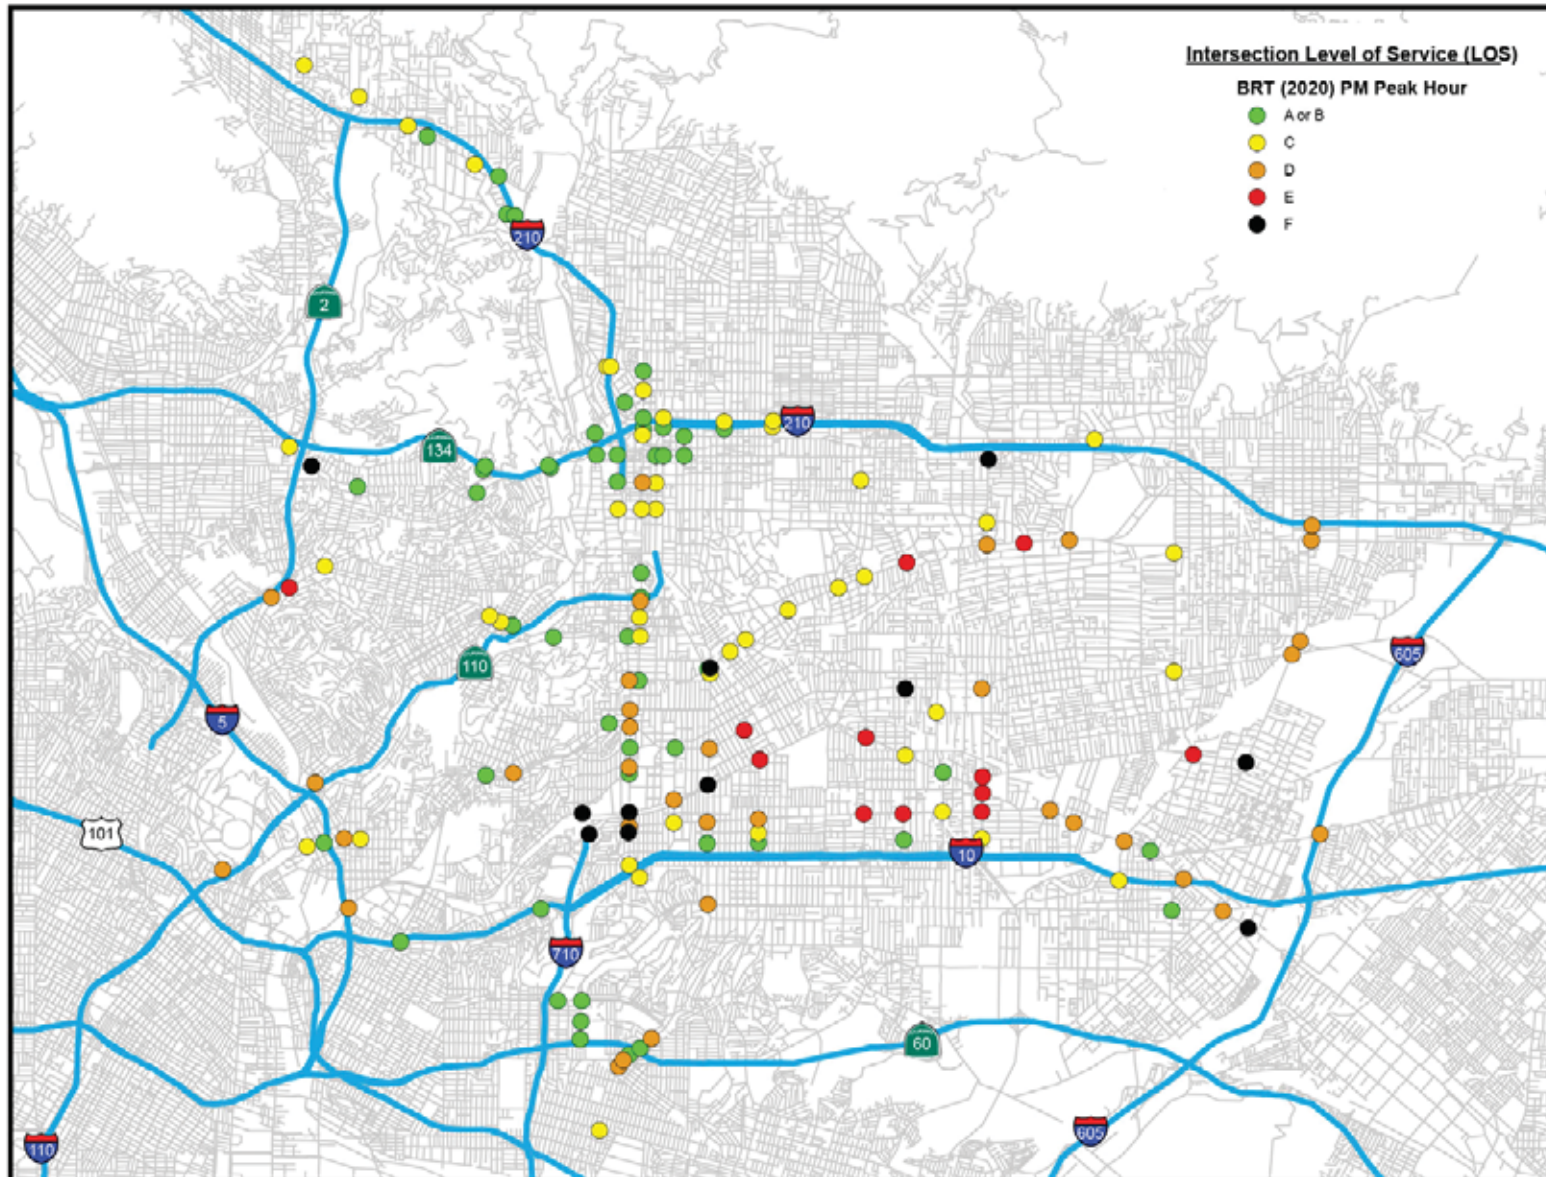 Intersection Level of Service (LOS)
BRT (2020) PM Peak Hour
A or B
C
D
E
F
210
2
134
210
110
605
5
101
10
710
60
605
110